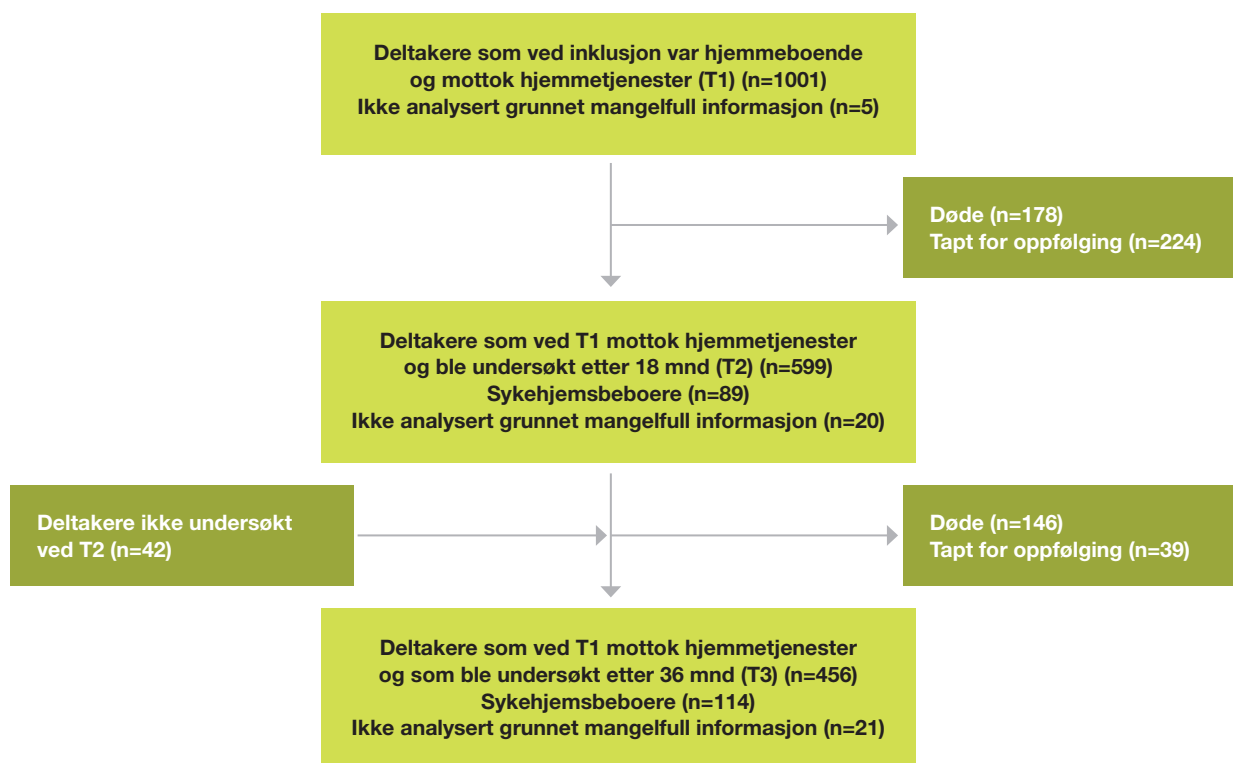 Deltakere som ved inklusjon var hjemmeboende
og mottok hjemmetjenester (T1) (n=1001)
Ikke analysert grunnet mangelfull informasjon (n=5)
Døde (n=178)
Tapt for oppfølging (n=224)
Deltakere som ved T1 mottok hjemmetjenester
og ble undersøkt etter 18 mnd (T2) (n=599)
Sykehjemsbeboere (n=89)
Ikke analysert grunnet mangelfull informasjon (n=20)
Deltakere ikke undersøkt
ved T2 (n=42)
Døde (n=146)
Tapt for oppfølging (n=39)
Deltakere som ved T1 mottok hjemmetjenester
og som ble undersøkt etter 36 mnd (T3) (n=456)
Sykehjemsbeboere (n=114)
Ikke analysert grunnet mangelfull informasjon (n=21)